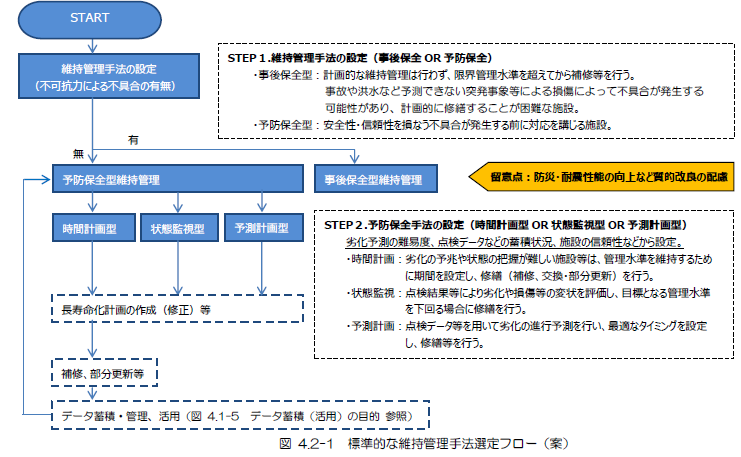 START
維持管理手法の設定
（不可抗力による不具合の有無）
STEP１.維持管理手法の設定（事後保全 OR 予防保全）
・事後保全型：計画的な維持管理は行わず、限界管理水準を超えてから補修等を行う。
事故や洪水など予測できない突発事象等による損傷によって不具合が発生する
可能性があり、計画的に修繕することが困難な施設。
・予防保全型：安全性・信頼性を損なう不具合が発生する前に対応を講じる施設。
有
無
予防保全型維持管理
事後保全型維持管理
留意点：防災・耐震性能の向上など質的改良の配慮
時間計画型
状態監視型
予測計画型
STEP２.予防保全手法の設定（時間計画型 OR 状態監視型 OR 予測計画型）
劣化予測の難易度、点検データなどの蓄積状況、施設の信頼性などから設定。
・時間計画：劣化の予兆や状態の把握が難しい施設等は、管理水準を維持するため
に期間を設定し、修繕（補修、交換・部分更新）を行う。
・状態監視：点検結果等により劣化や損傷等の変状を評価し、目標となる管理水準
を下回る場合に修繕を行う。
・予測計画：点検データ等を用いて劣化の進行予測を行い、最適なタイミングを設定
し、修繕等を行う。
長寿命化計画の作成（修正）等
補修、部分更新等
データ蓄積・管理、活用（図 4.1-5　データ蓄積（活用）の目的 参照）
図 4.2-1　標準的な維持管理手法選定フロー（案）